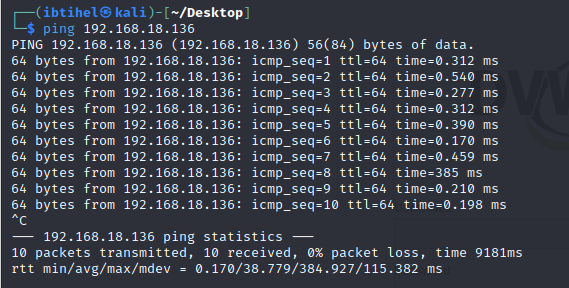 (ibtihel㉿kali)-[~/Desktop]
$ ping 192.168.18.136
PING 192.168.18.136 (192.168.18.136) 56(84) bytes of data.
64 bytes from 192.168.18.136: icmp_seq=1 ttl=64 time=0.312 ms
64 bytes from 192.168.18.136: icmp_seq=2 ttl=64 time=0.540 ms
64 bytes from 192.168.18.136: icmp_seq=3 ttl=64 time=0.277 ms
64 bytes from 192.168.18.136: icmp_seq=4 ttl=64 time=0.312 ms
64 bytes from 192.168.18.136: icmp_seq=5 ttl=64 time=0.390 ms
64 bytes from 192.168.18.136: icmp_seq=6 ttl=64 time=0.170 ms
64 bytes from 192.168.18.136: icmp_seq=7 ttl=64 time=0.459 ms
64 bytes from 192.168.18.136: icmp_seq=8 ttl=64 time=385 ms
64 bytes from 192.168.18.136: icmp_seq=9 ttl=64 time=0.210 ms
64 bytes from 192.168.18.136: icmp_seq=10 ttl=64 time=0.198 ms
^C
--- 192.168.18.136 ping statistics ---
10 packets transmitted, 10 received, 0% packet loss, time 9181ms
rtt min/avg/max/mdev = 0.170/38.779/384.927/115.382 ms